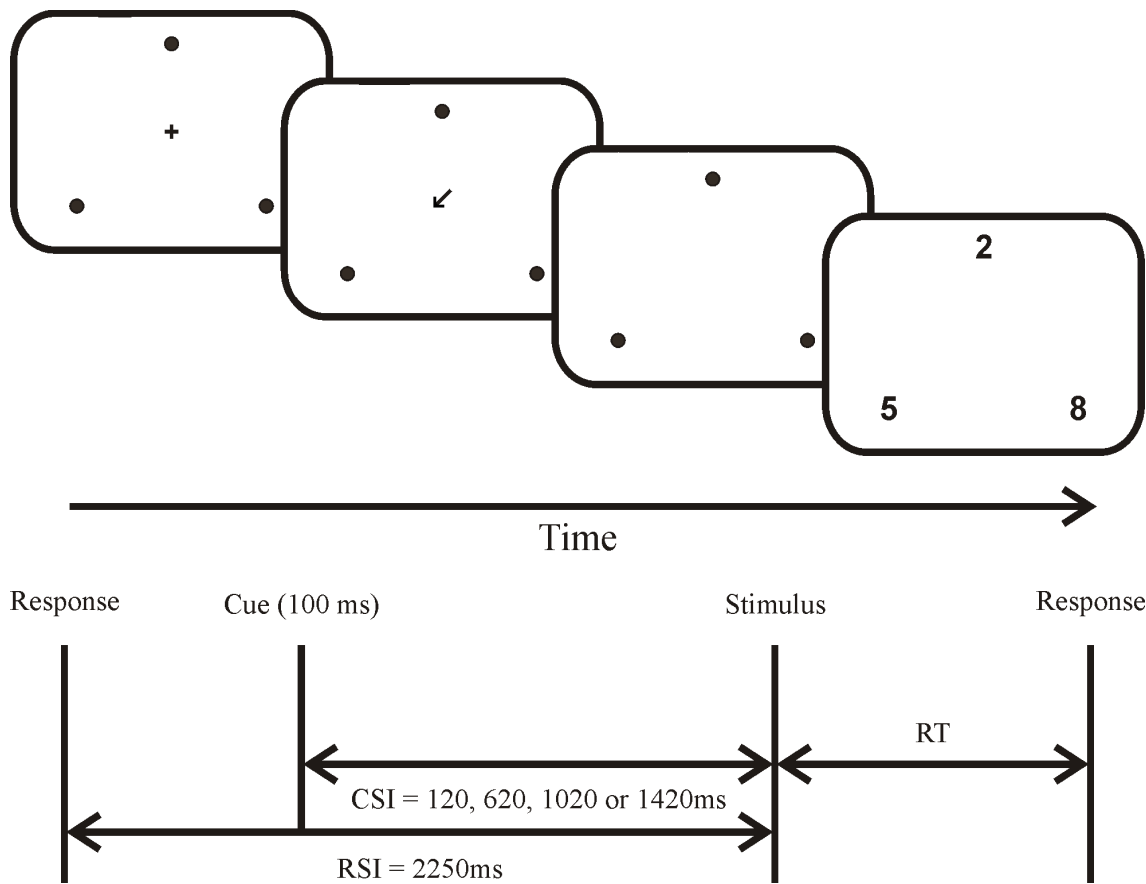 +
2
5 8
Time
Response Cue (100 ms) Stimulus Response
RT
CSI = 120, 620, 1020 or 1420ms
RSI = 2250ms